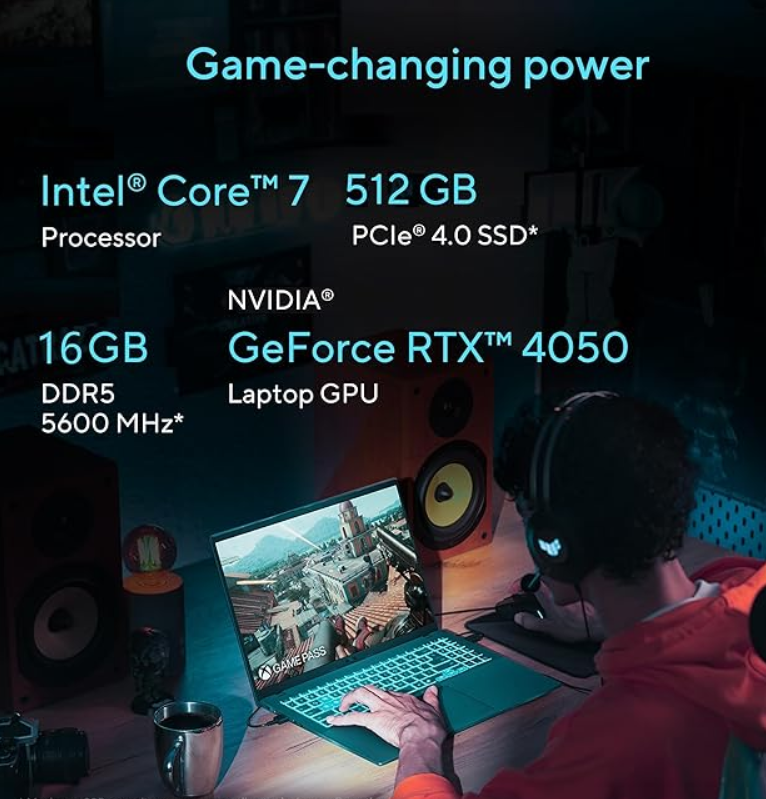 Game-changing power
Intel® Core™ 7
Processor
512 GB
PCIe® 4.0 SSD*
16GB
DDR5
5600 MHz*
NVIDIA®
GeForce RTX™ 4050
Laptop GPU
GAME PASS